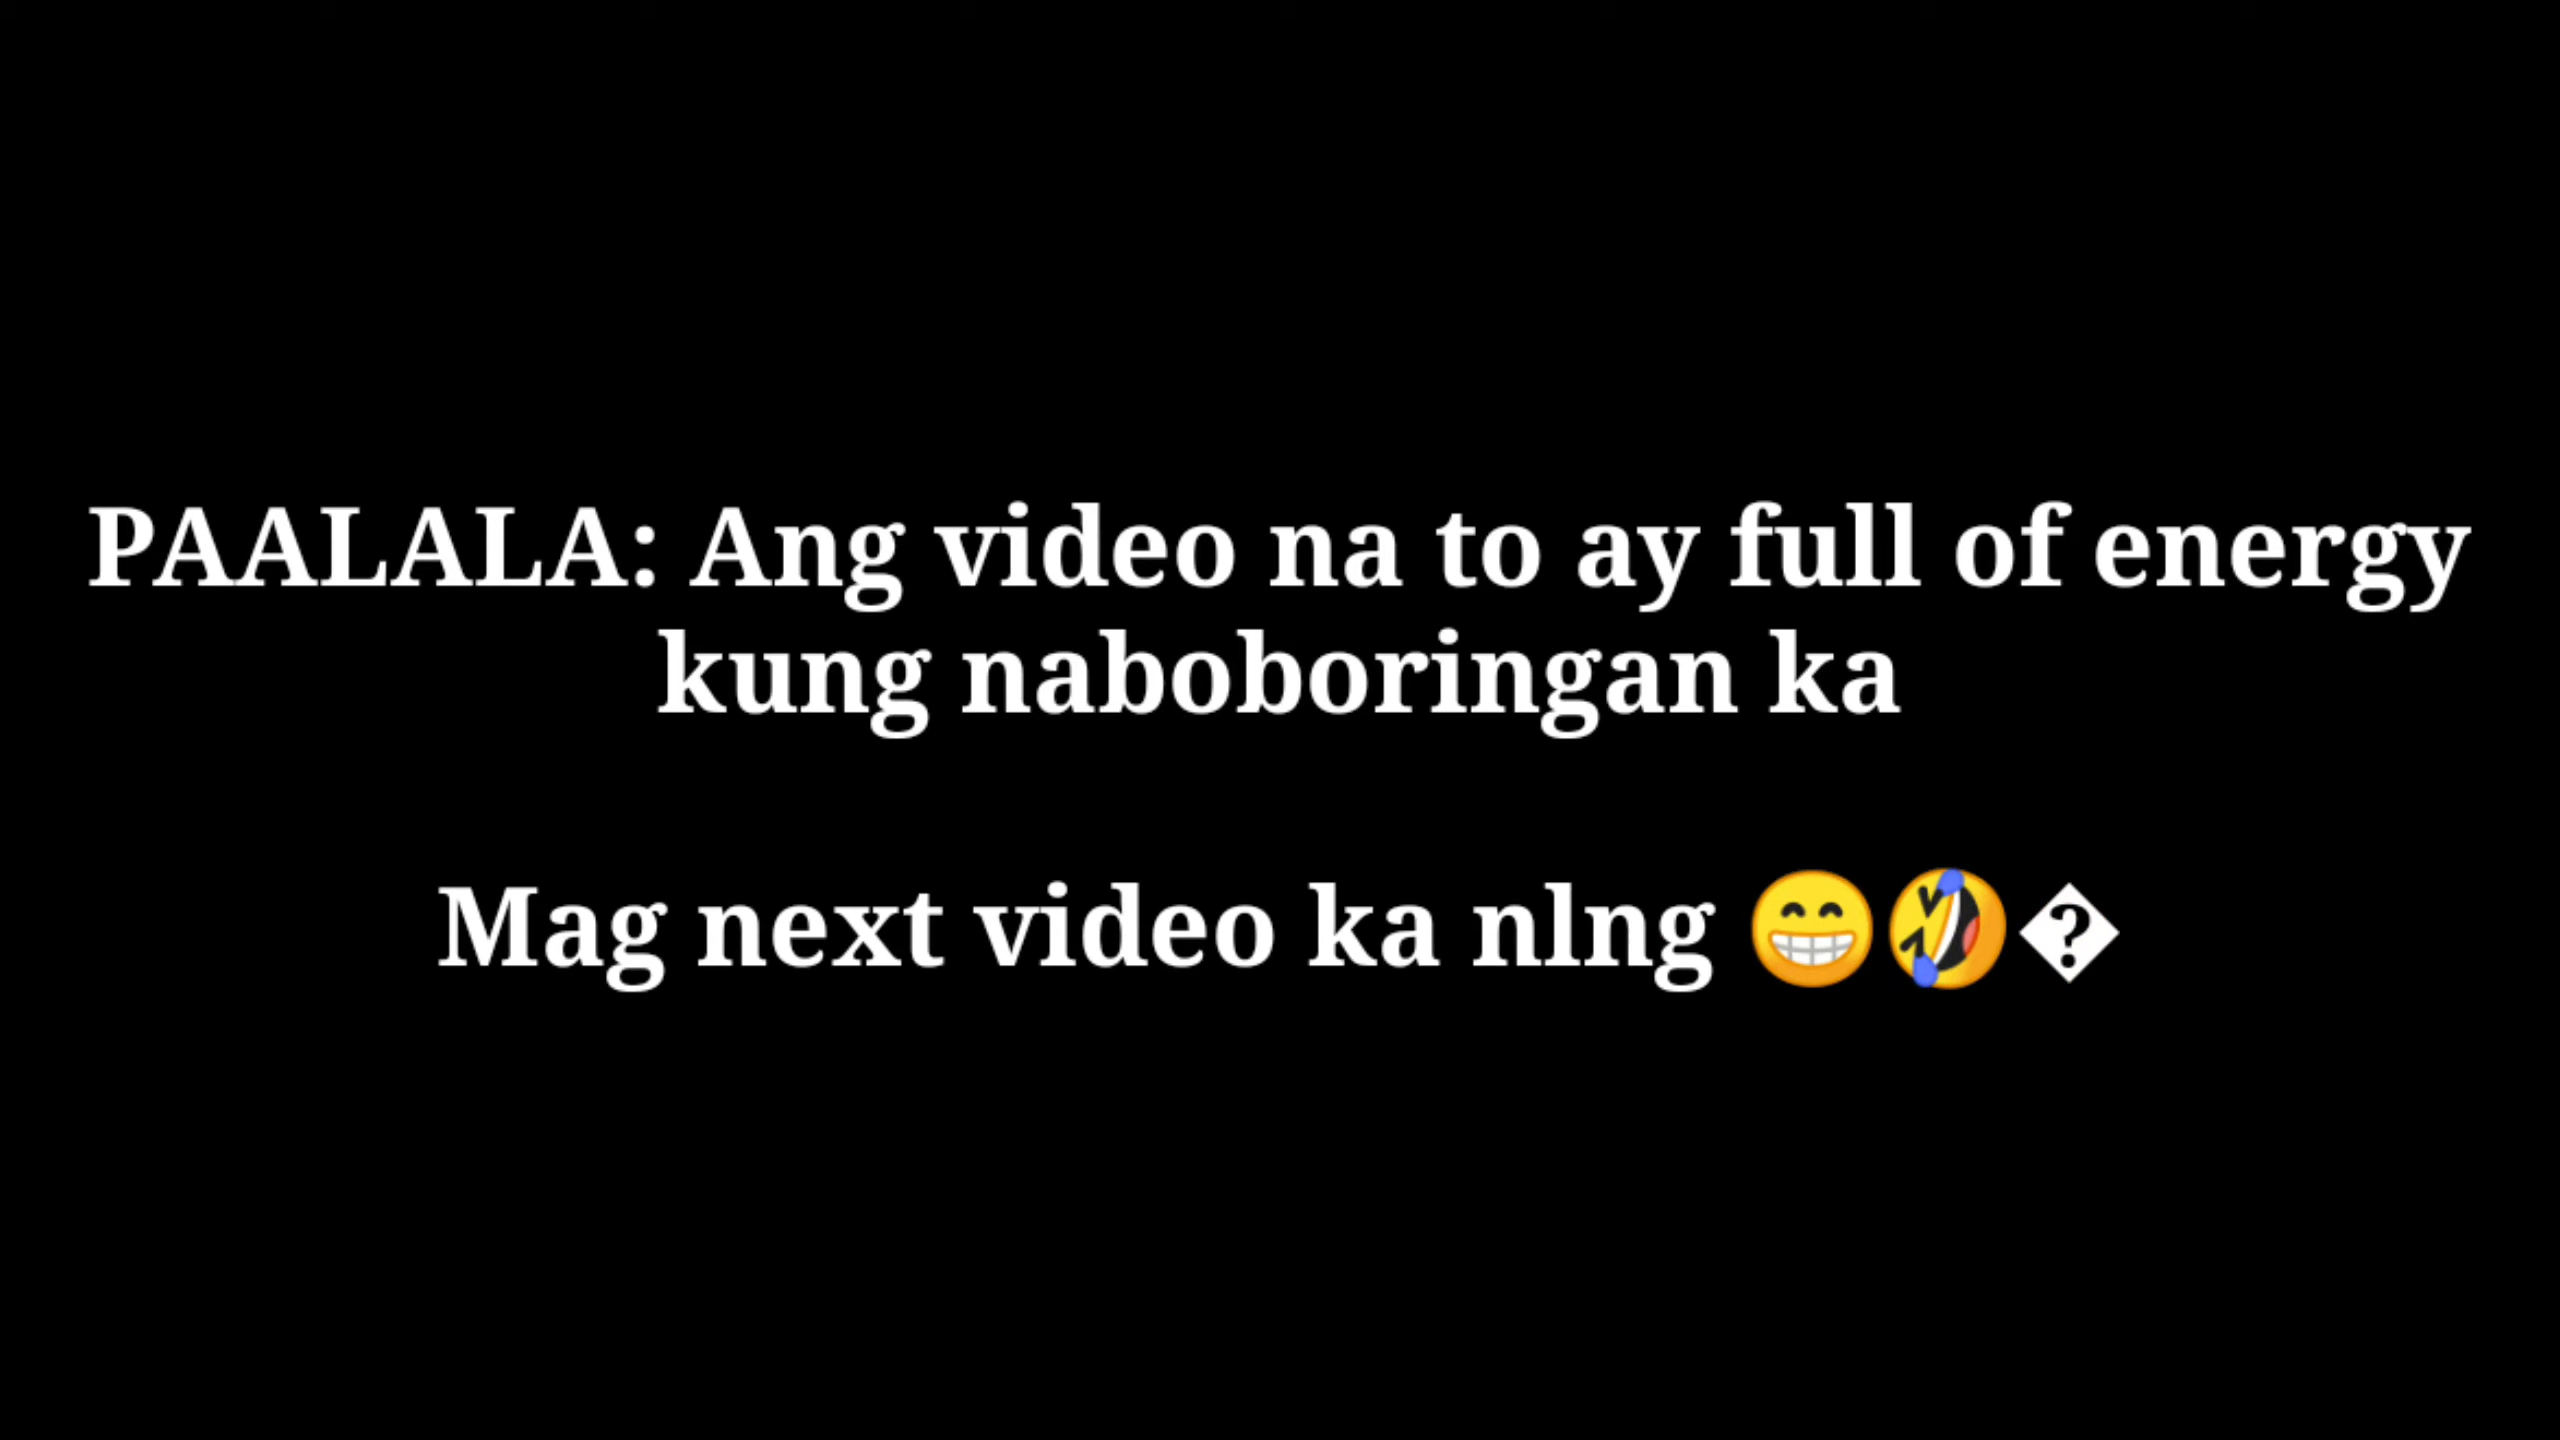 PAALALA: Ang video na to ay full of energy
kung naboboringan ka
Mag next video ka nlng 😁🤣�